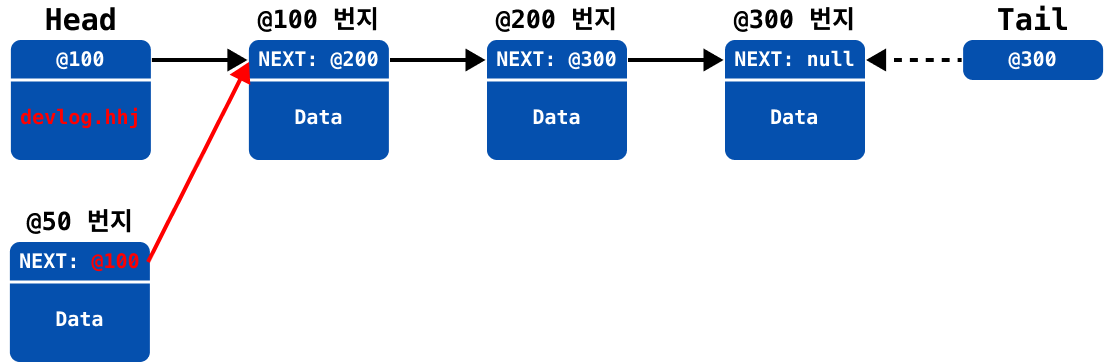 Head
@100
devlog.hhj
@100 번지
NEXT: @200
Data
@200 번지
NEXT: @300
Data
@300 번지
NEXT: null
Data
Tail
@300
@50 번지
NEXT: @100
Data